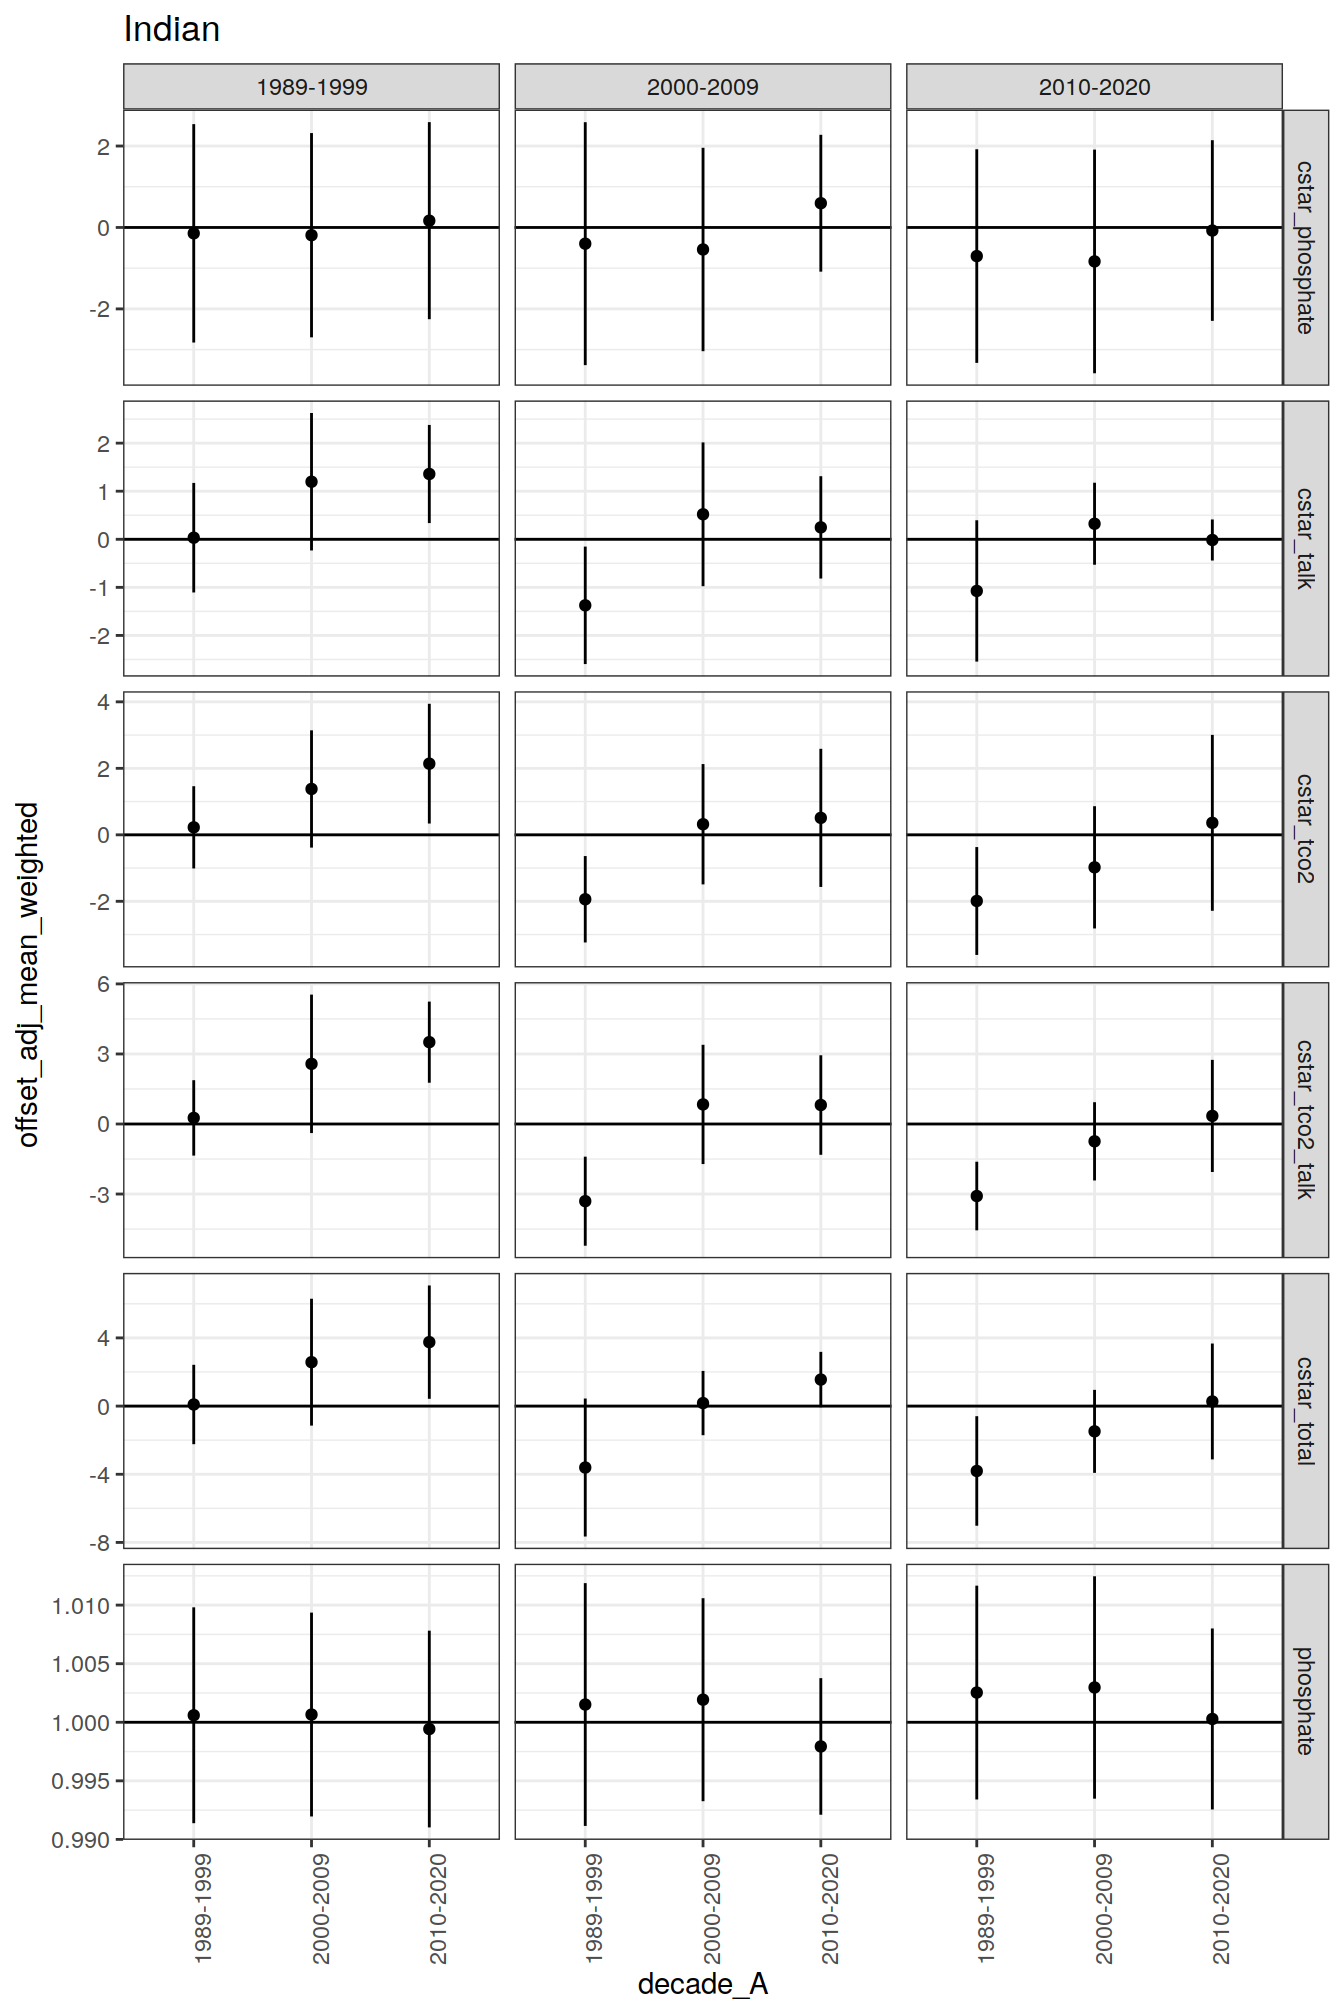 Indian
1989-1999 2000-2009 2010-2020
2
0
-2
cstar_phosphate
2
1
0
-1
-2
cstar_talk
4
2
0
-2
cstar_tco2
6
3
0
-3
cstar_tco2_talk
4
0
-4
-8
cstar_total
1.010
1.005
1.000
0.995
0.990
phosphate
offset_adj_mean_weighted
1989-1999 2000-2009 2010-2020 1989-1999 2000-2009 2010-2020 1989-1999 2000-2009 2010-2020
decade_A